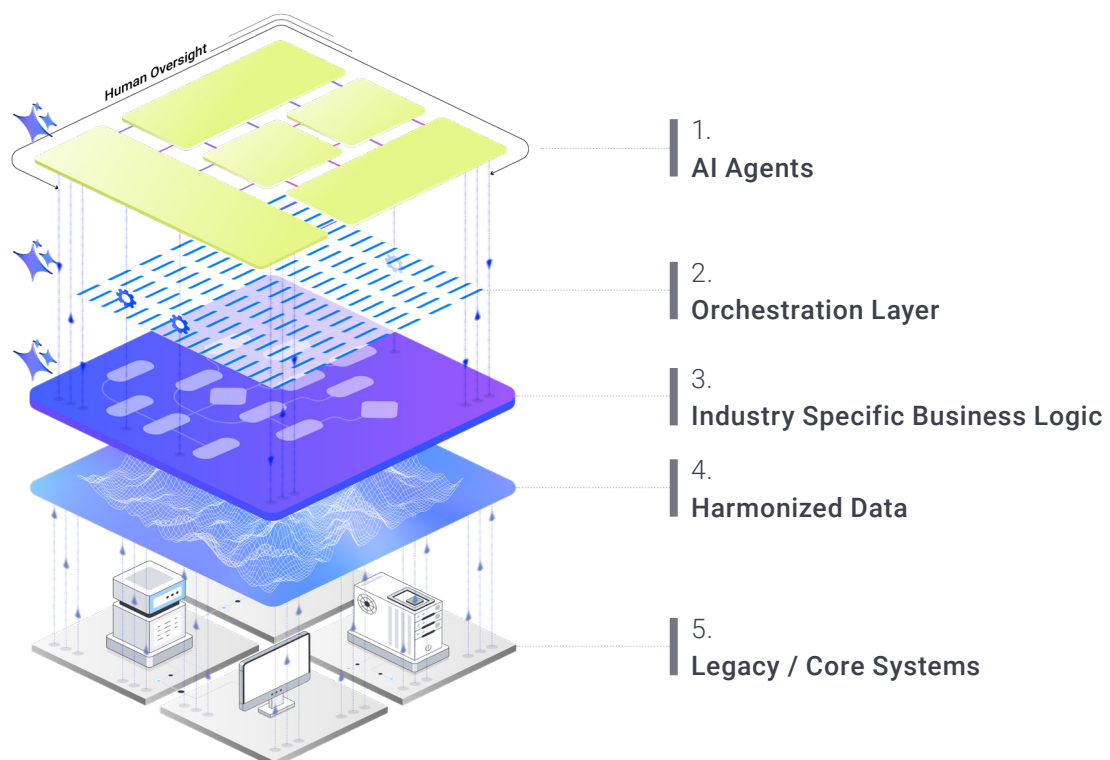 Human Oversight
1.
AI Agents
2.
Orchestration Layer
3.
Industry Specific Business Logic
4.
Harmonized Data
5.
Legacy / Core Systems